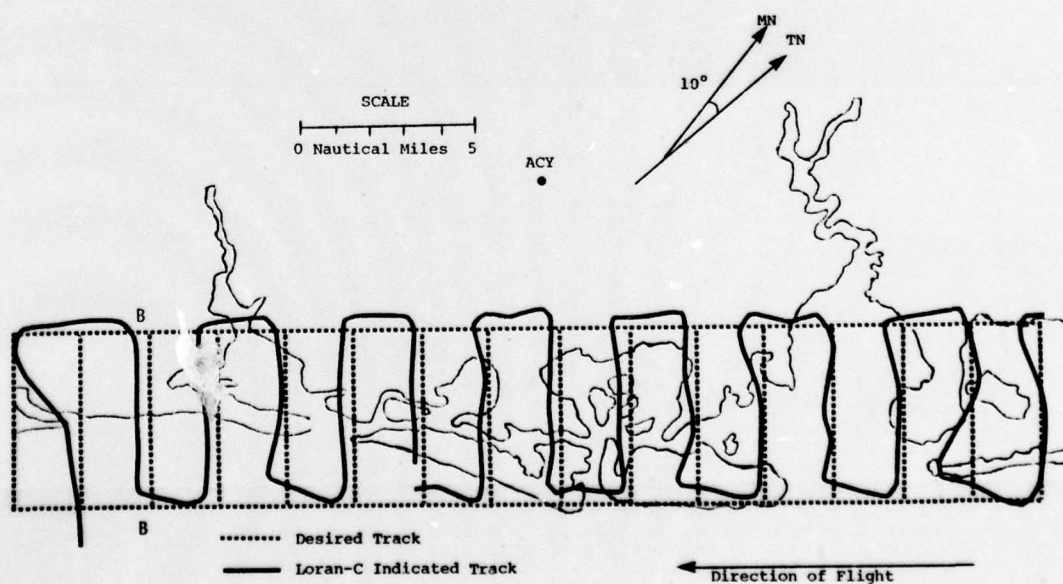 MN
TN
10°
SCALE
0 Nautical Miles 5
ACY
B
B
Desired Track
Loran-C Indicated Track
Direction of Flight